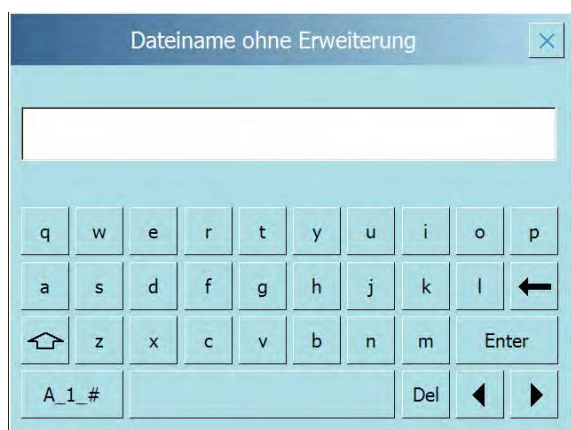 Dateiname ohne Erweiterung
q w e r t y u i o p
a s d f g h j k l
z x c v b n m Enter
A_1_# Del